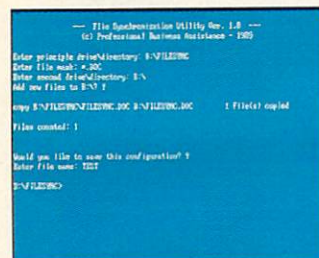 --- File Synchronization Utility Ver. 1.0 ---
(c) Professional Business Assistance - 1989
Enter principle drive\directory: B:\FILESYNC
Enter file mask: *.DOC
Enter second drive\directory: B:\
Add new files to B:\? Y
copy B:\FILESYNC\FILESYNC.DOC B:\FILESYNC.DOC 1 File(s) copied
Files counted: 1
Would you like to save this configuration? Y
Enter file name: TEST
B:\FILESYNC>